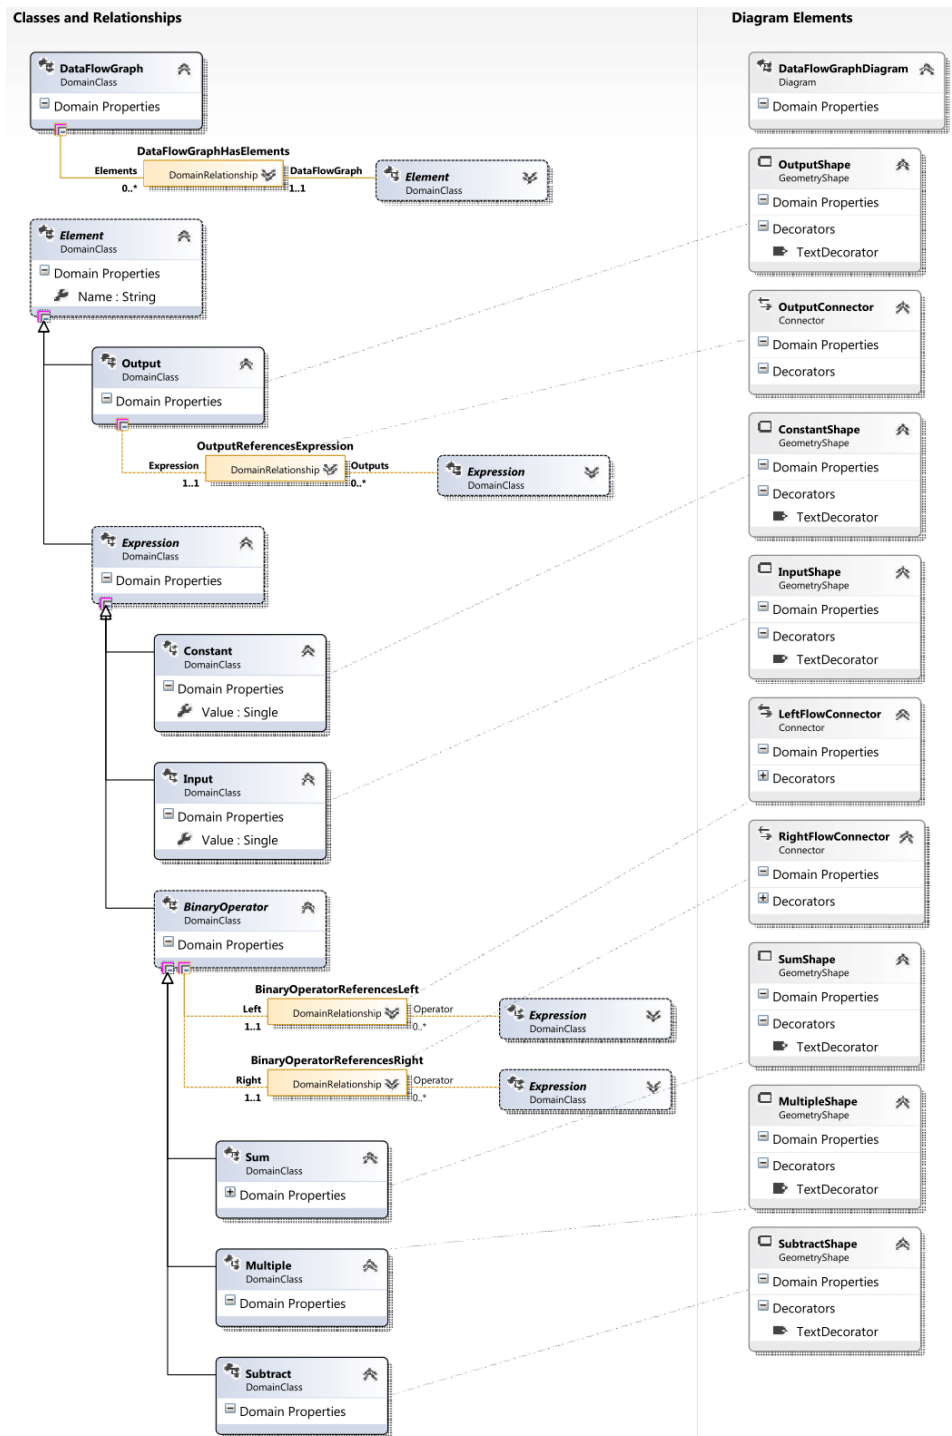 Classes and Relationships
DataFlowGraph
DomainClass
Domain Properties
DataFlowGraphHasElements
Elements
DomainRelationship
DataFlowGraph
0..*
1..1
Element
DomainClass
Element
DomainClass
Domain Properties
Name : String
Output
DomainClass
Domain Properties
OutputReferencesExpression
Expression
DomainRelationship
Outputs
1..1
0..*
Expression
DomainClass
Expression
DomainClass
Domain Properties
Constant
DomainClass
Domain Properties
Value : Single
Input
DomainClass
Domain Properties
Value : Single
BinaryOperator
DomainClass
Domain Properties
BinaryOperatorReferencesLeft
Left
DomainRelationship
Operator
1..1
0..*
Expression
DomainClass
BinaryOperatorReferencesRight
Right
DomainRelationship
Operator
1..1
0..*
Expression
DomainClass
Sum
DomainClass
Domain Properties
Multiple
DomainClass
Domain Properties
Subtract
DomainClass
Domain Properties
Diagram Elements
DataFlowGraphDiagram
Diagram
Domain Properties
OutputShape
GeometryShape
Domain Properties
Decorators
TextDecorator
OutputConnector
Connector
Domain Properties
Decorators
ConstantShape
GeometryShape
Domain Properties
Decorators
TextDecorator
InputShape
GeometryShape
Domain Properties
Decorators
TextDecorator
LeftFlowConnector
Connector
Domain Properties
Decorators
RightFlowConnector
Connector
Domain Properties
Decorators
SumShape
GeometryShape
Domain Properties
Decorators
TextDecorator
MultipleShape
GeometryShape
Domain Properties
Decorators
TextDecorator
SubtractShape
GeometryShape
Domain Properties
Decorators
TextDecorator